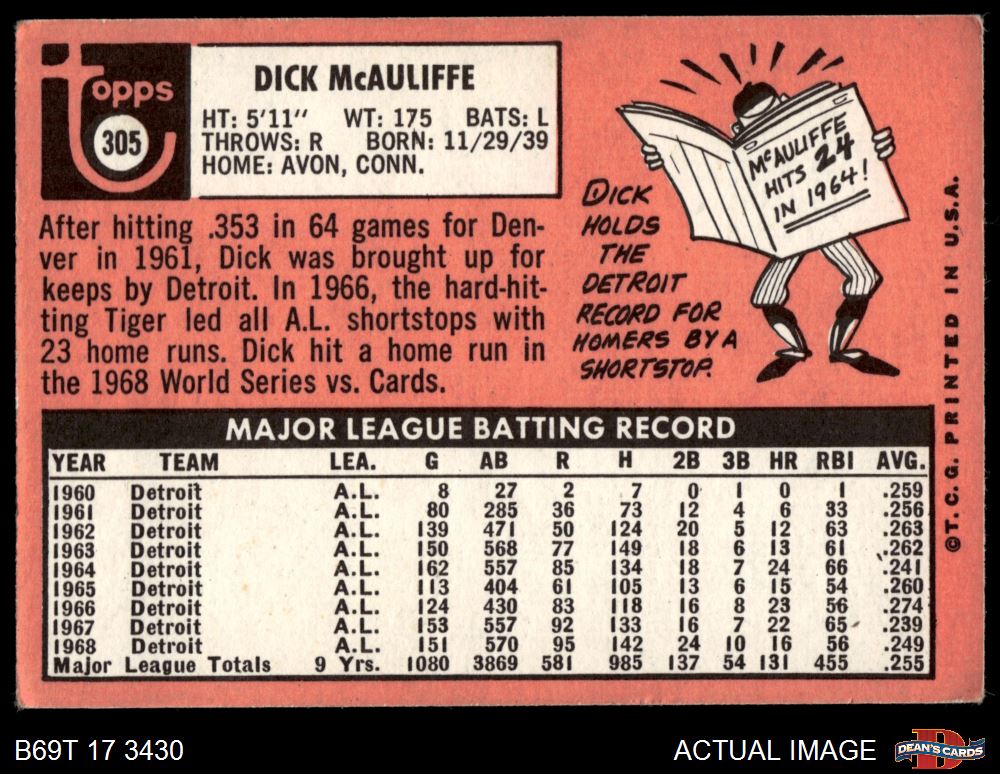 Topps
305
DICK McAULIFFE
HT: 5'11" WT: 175 BATS: L
THROWS: R BORN: 11/29/39
HOME: AVON, CONN.
After hitting .353 in 64 games for Den-
ver in 1961, Dick was brought up for
keeps by Detroit. In 1966, the hard-hit-
ting Tiger led all A.L. shortstops with
23 home runs. Dick hit a home run in
the 1968 World Series vs. Cards.
McAULIFFE
HITS 24
IN 1964!
DICK
HOLDS
THE
DETROIT
RECORD FOR
HOMERS BY A
SHORTSTOP.
©T. C. G. PRINTED IN U.S.A.
MAJOR LEAGUE BATTING RECORD
YEAR TEAM LEA. G AB R H 2B 3B HR RBI AVG.
1960 Detroit A.L. 8 27 2 7 0 1 0 1 .259
1961 Detroit A.L. 80 285 36 73 12 4 6 33 .256
1962 Detroit A.L. 139 471 50 124 20 5 12 63 .263
1963 Detroit A.L. 150 568 77 149 18 6 13 61 .262
1964 Detroit A.L. 162 557 85 134 18 7 24 66 .241
1965 Detroit A.L. 113 404 61 105 13 6 15 54 .260
1966 Detroit A.L. 124 430 83 118 16 8 23 56 .274
1967 Detroit A.L. 153 557 92 133 16 7 22 65 .239
1968 Detroit A.L. 151 570 95 142 24 10 16 56 .249
Major League Totals 9 Yrs. 1080 3869 581 985 137 54 131 455 .255
B69T 17 3430
ACTUAL IMAGE
DEAN'S CARDS